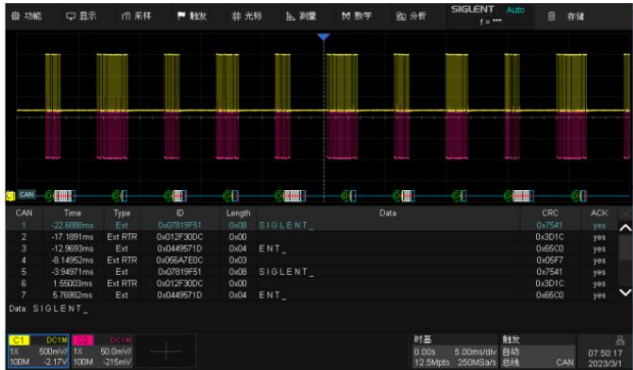 功能 显示 采样 触发 光标 测量 数学 分析 SIGLENT Auto 存储
f = ***
CAN
CAN Time Type ID Length Data CRC ACK
1 -22.6888ms Ext 0x07819F51 0x08 SIGLENT_ 0x7541 yes
2 -17.1891ms Ext RTR 0x012F30DC 0x00 0x3D1C yes
3 -12.9693ms Ext 0x0449571D 0x04 ENT_ 0x65C0 yes
4 -8.14952ms Ext RTR 0x056A7E0C 0x03 0x05F7 yes
5 -3.94971ms Ext 0x07819F51 0x08 SIGLENT_ 0x7541 yes
6 1.55003ms Ext RTR 0x012F30DC 0x00 0x3D1C yes
7 5.76982ms Ext 0x0449571D 0x04 ENT_ 0x65C0 yes
Data: SIGLENT_
C1 DC1M DC1M 时基 触发
1X 500mV/ 1X 50.0mV/ 0.00s 5.00ms/div 自动 07:50:17
100M -2.17V 100M -215mV 12.5Mpts 250MSa/s 总线 CAN 2023/3/1